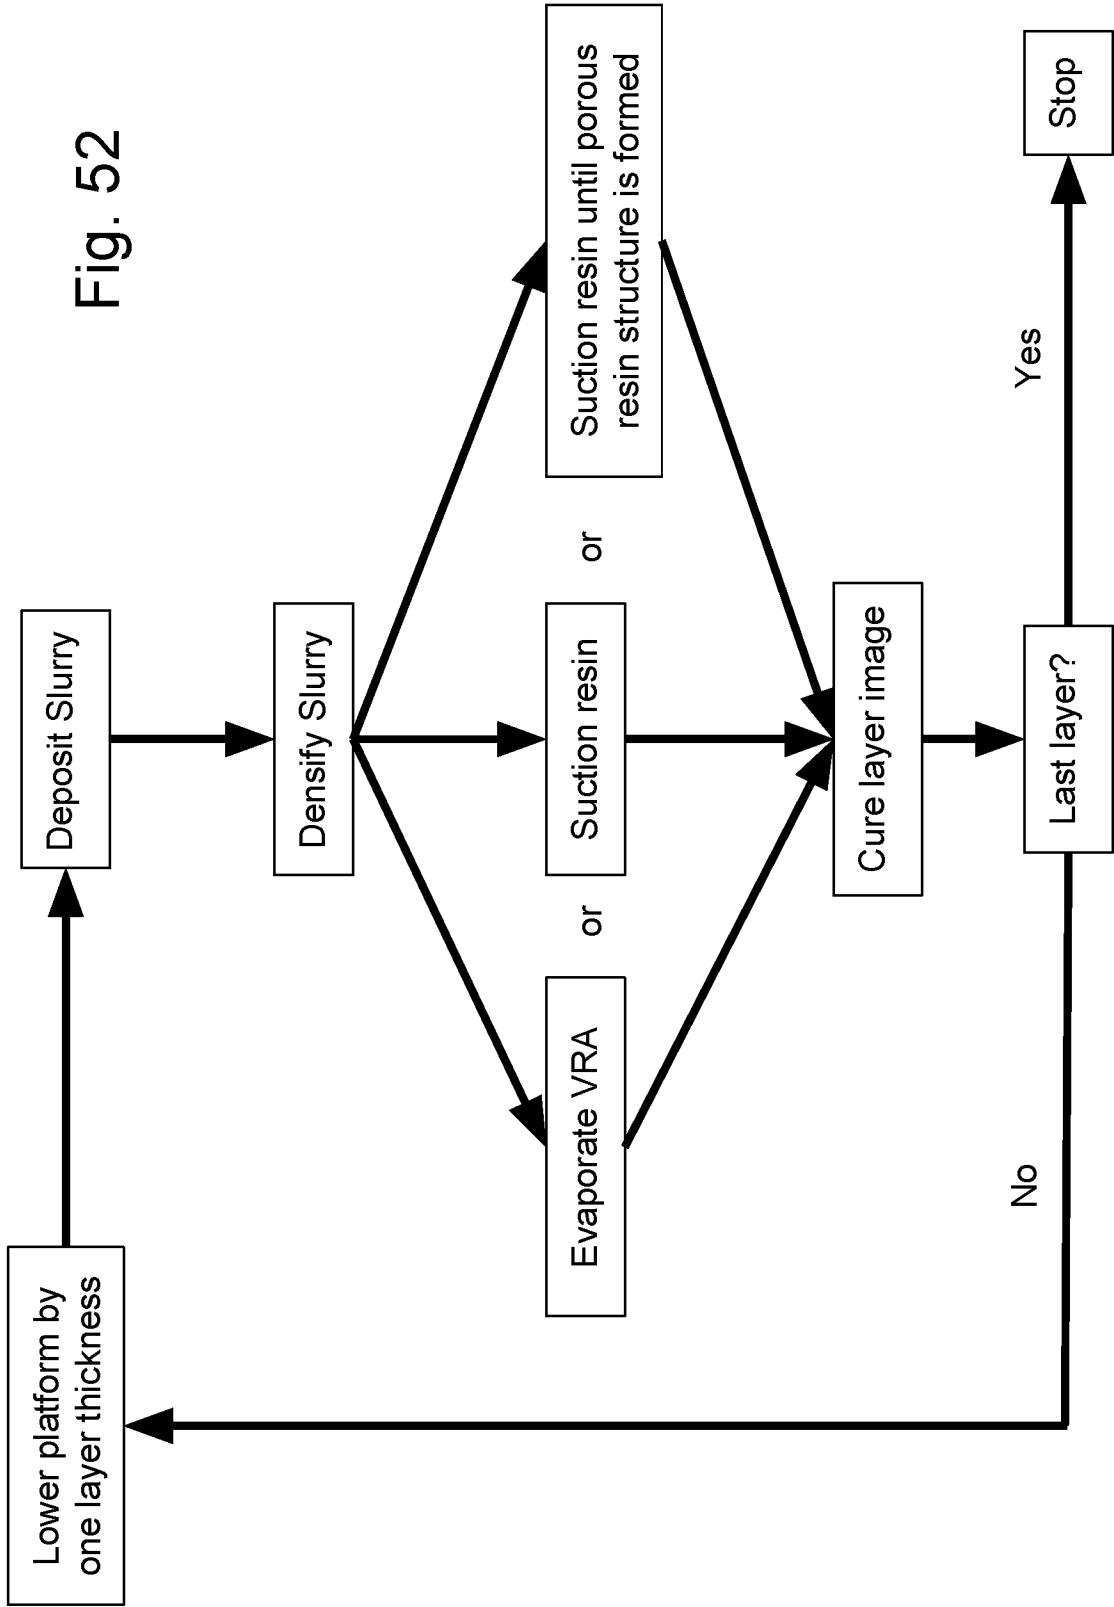 Fig. 52
Lower platform by
one layer thickness
Deposit Slurry
Densify Slurry
Evaporate VRA
or
Suction resin
or
Suction resin until porous
resin structure is formed
Cure layer image
Last layer?
No
Yes
Stop